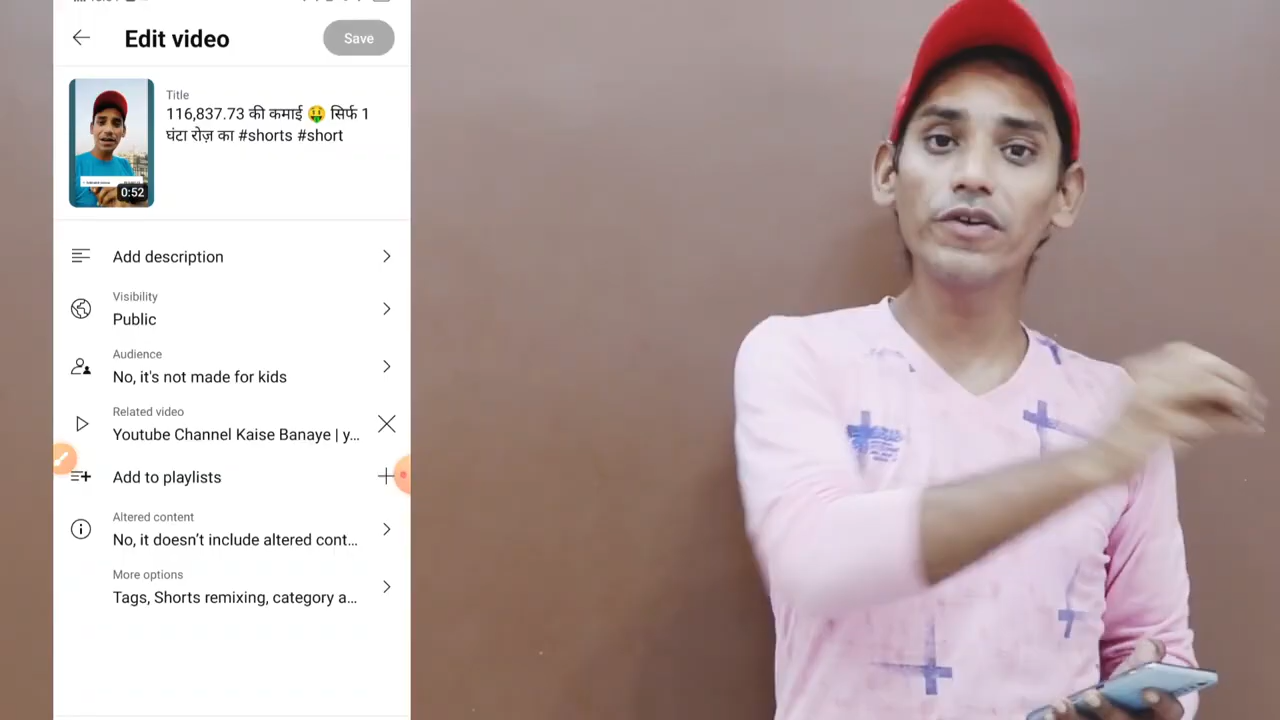 Edit video
Save
Title
116,837.73 की कमाई 🤑 सिर्फ 1
घंटा रोज़ का #shorts #short
0:52
Add description
Visibility
Public
Audience
No, it's not made for kids
Related video
Youtube Channel Kaise Banaye | y...
Add to playlists
Altered content
No, it doesn't include altered cont...
More options
Tags, Shorts remixing, category a...